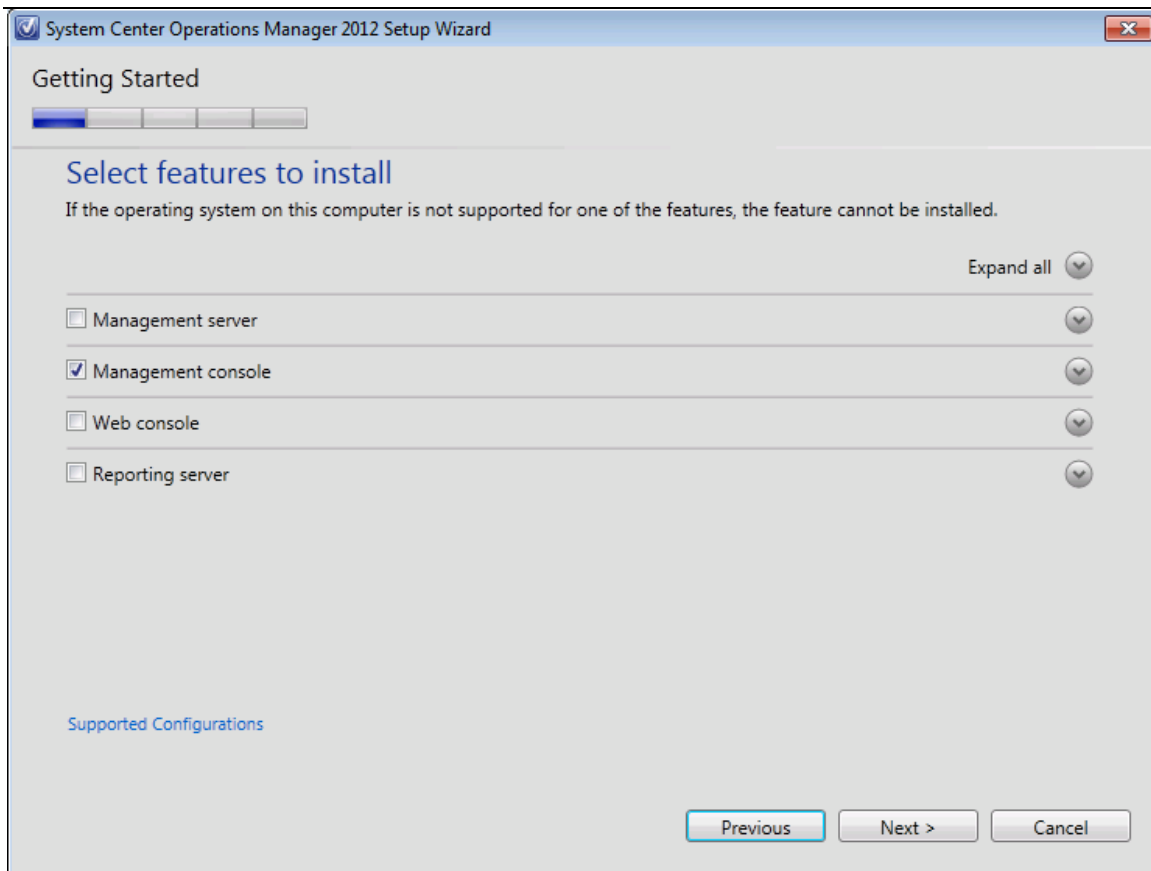 System Center Operations Manager 2012 Setup Wizard
Getting Started
Select features to install
If the operating system on this computer is not supported for one of the features, the feature cannot be installed.
Expand all
Management server
Management console
Web console
Reporting server
Supported Configurations
Previous Next > Cancel